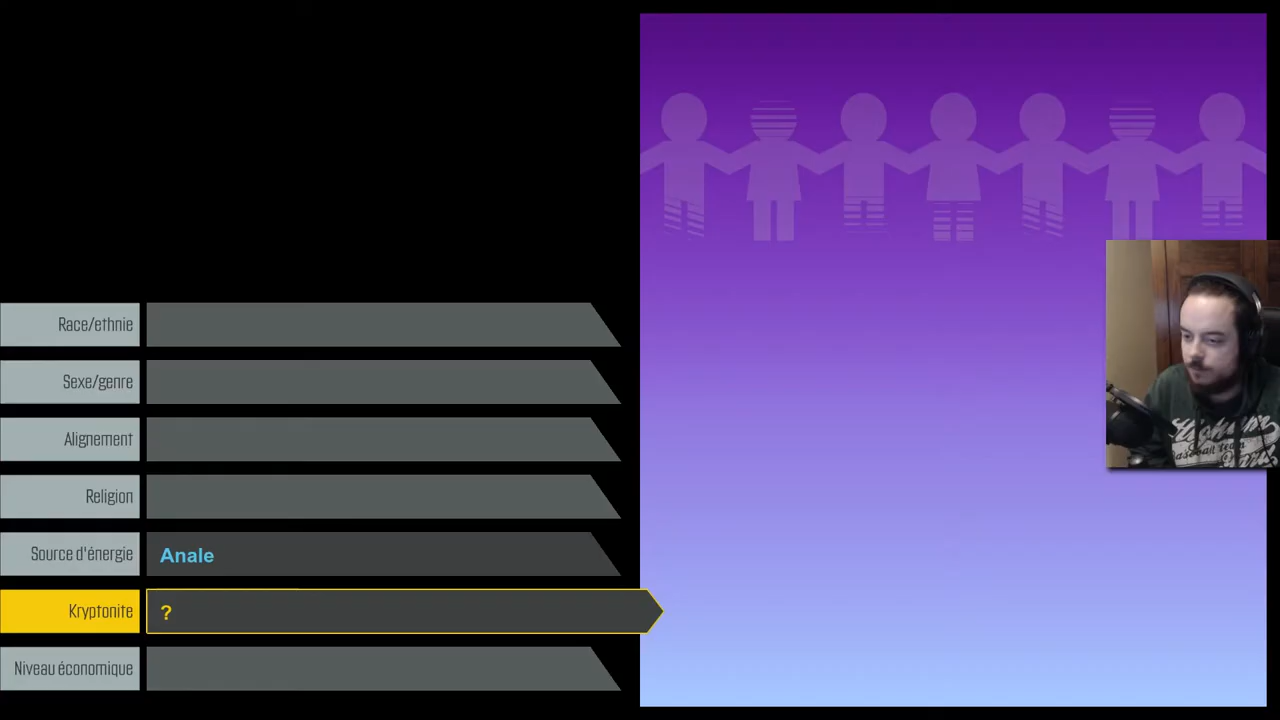 Race/ethnie
Sexe/genre
Alignement
Religion
Source d'énergie
Anale
Kryptonite
?
Niveau économique